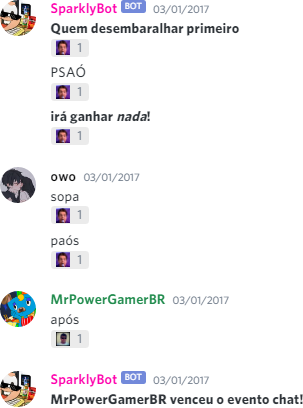 SparklyBot BOT 03/01/2017
Quem desembaralhar primeiro
1
PSAÓ
1
irá ganhar nada!
1
owo 03/01/2017
sopa
1
paós
1
MrPowerGamerBR 03/01/2017
após
1
SparklyBot BOT 03/01/2017
MrPowerGamerBR venceu o evento chat!